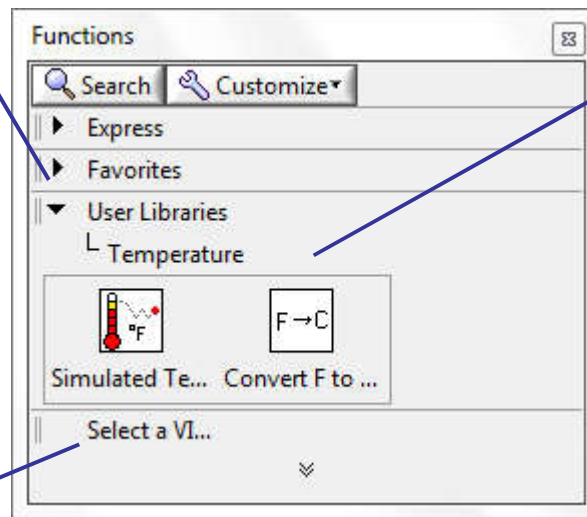 Functions
Search Customize
Express
Favorites
User Libraries
Temperature
°F F→C
Simulated Te... Convert F to ...
Select a VI...